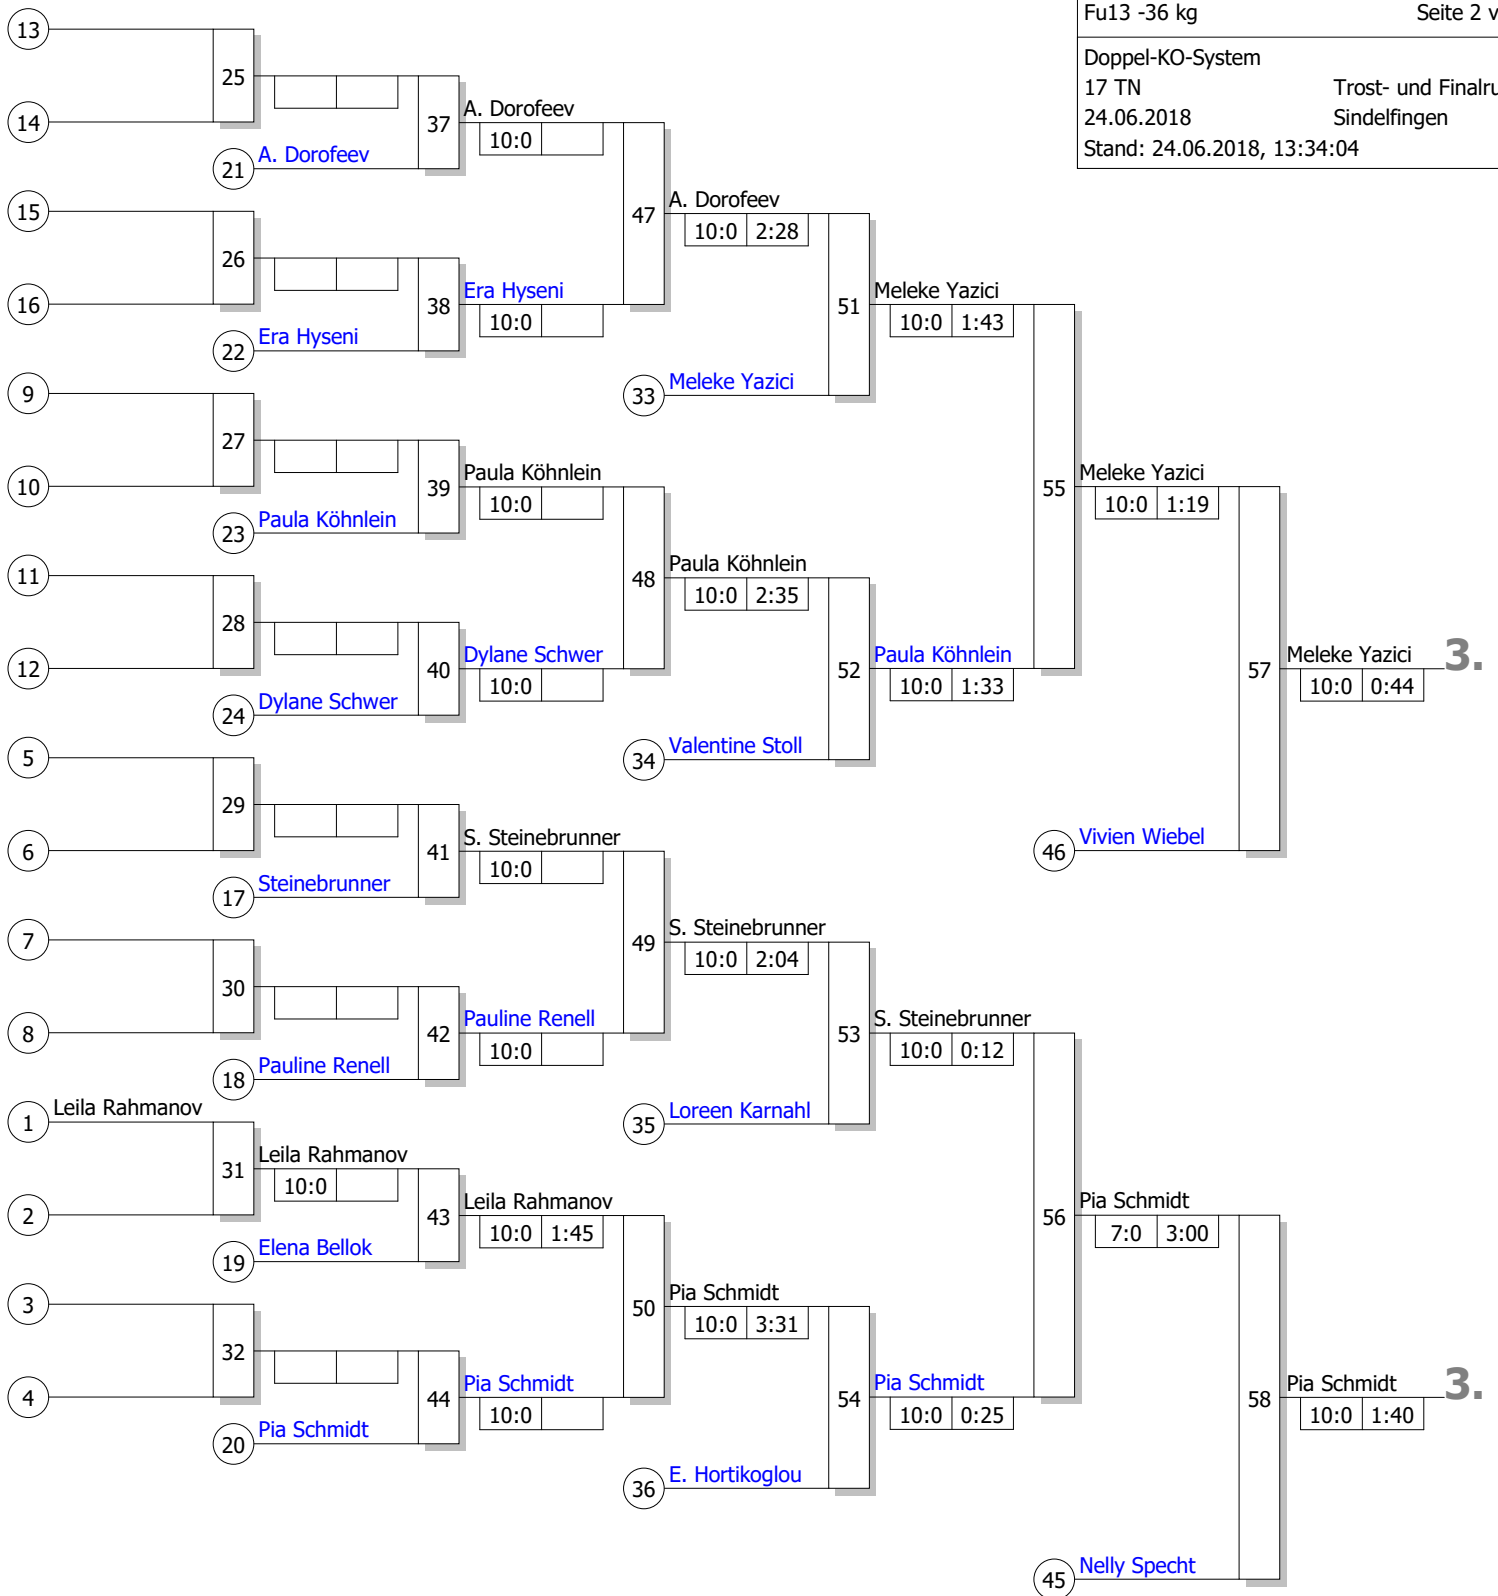 Fu13 -36 kg Seite 2 v
Doppel-KO-System
17 TN Trost- und Finalru
24.06.2018 Sindelfingen
Stand: 24.06.2018, 13:34:04
13
25
14
37
A. Dorofeev
10:0
21
A. Dorofeev
15
47
A. Dorofeev
10:0 2:28
26
16
38
Era Hyseni
10:0
22
Era Hyseni
51
Meleke Yazici
10:0 1:43
9
33
Meleke Yazici
27
10
39
Paula Köhnlein
10:0
23
Paula Köhnlein
55
Meleke Yazici
10:0 1:19
11
48
Paula Köhnlein
10:0 2:35
28
12
40
Dylane Schwer
10:0
24
Dylane Schwer
52
Paula Köhnlein
10:0 1:33
57
Meleke Yazici
10:0 0:44
3.
5
34
Valentine Stoll
29
6
41
S. Steinebrunner
10:0
17
Steinebrunner
46
Vivien Wiebel
7
49
S. Steinebrunner
10:0 2:04
30
8
42
Pauline Renell
10:0
18
Pauline Renell
53
S. Steinebrunner
10:0 0:12
1
Leila Rahmanov
35
Loreen Karnahl
31
Leila Rahmanov
10:0
2
43
Leila Rahmanov
10:0 1:45
19
Elena Bellok
56
Pia Schmidt
7:0 3:00
3
50
Pia Schmidt
10:0 3:31
32
4
44
Pia Schmidt
10:0
20
Pia Schmidt
54
Pia Schmidt
10:0 0:25
58
Pia Schmidt
10:0 1:40
3.
36
E. Hortikoglou
45
Nelly Specht